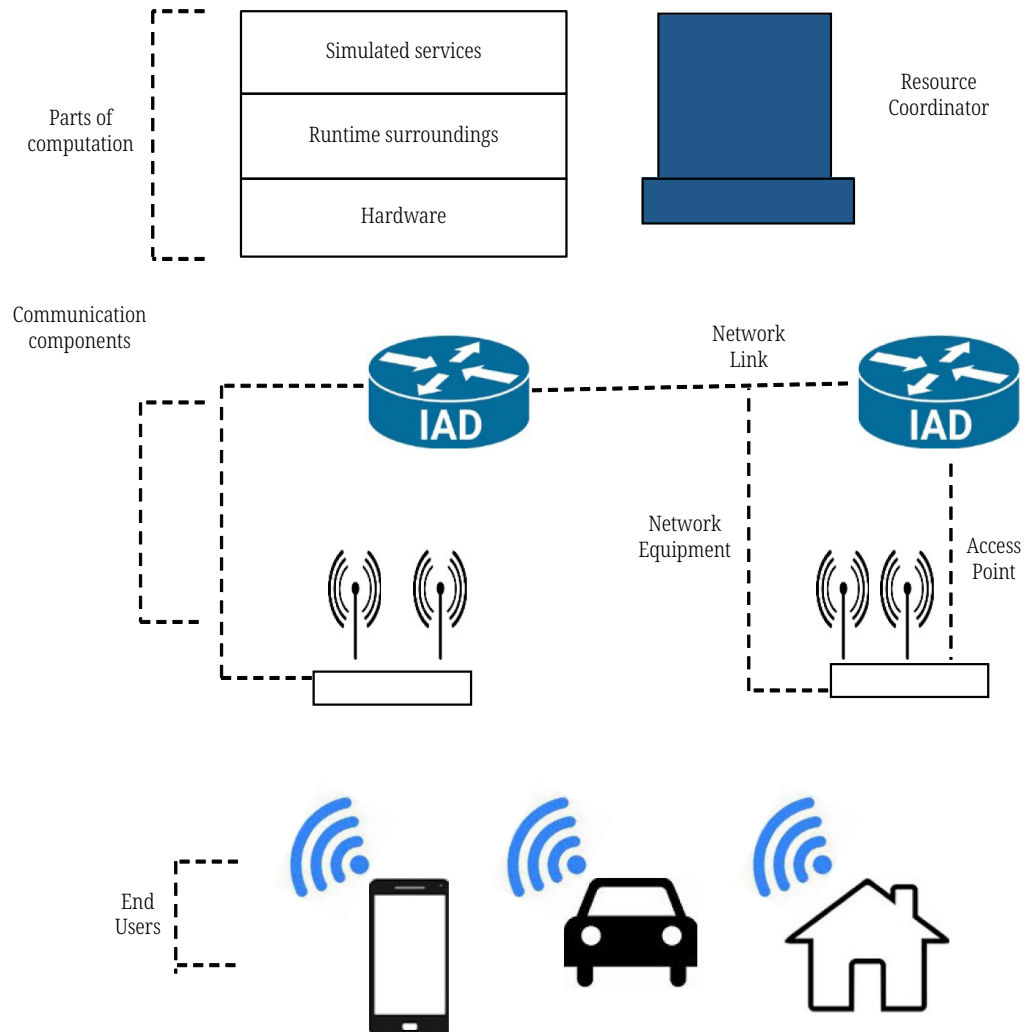 Simulated services
Resource
Coordinator
Parts of
computation
Runtime surroundings
Hardware
Communication
components
Network
Link
IAD
IAD
Network
Equipment
Access
Point
End
Users